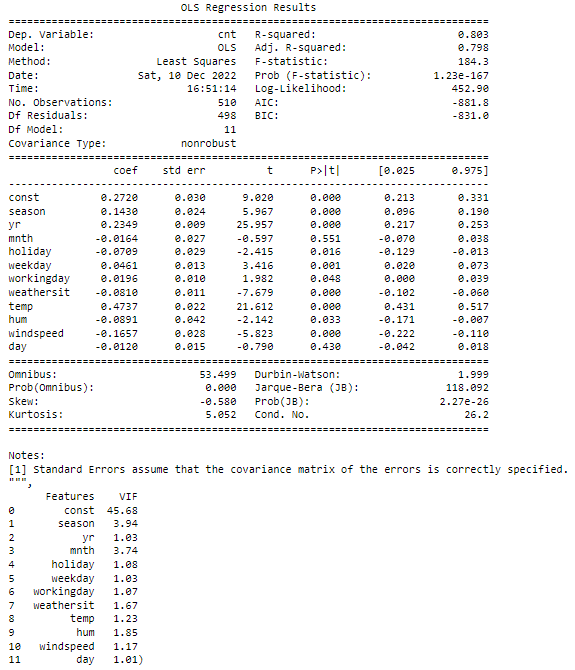 OLS Regression Results
==============================================================================
Dep. Variable:                    cnt   R-squared:                       0.803
Model:                            OLS   Adj. R-squared:                  0.798
Method:                 Least Squares   F-statistic:                     184.3
Date:                Sat, 10 Dec 2022   Prob (F-statistic):          1.23e-167
Time:                        16:51:14   Log-Likelihood:                 452.90
No. Observations:                 510   AIC:                            -881.8
Df Residuals:                     498   BIC:                            -831.0
Df Model:                          11
Covariance Type:            nonrobust
==============================================================================
coef    std err          t      P>|t|      [0.025      0.975]
------------------------------------------------------------------------------
const          0.2720      0.030      9.020      0.000       0.213       0.331
season         0.1430      0.024      5.967      0.000       0.096       0.190
yr             0.2349      0.009     25.957      0.000       0.217       0.253
mnth          -0.0164      0.027     -0.597      0.551      -0.070       0.038
holiday       -0.0709      0.029     -2.415      0.016      -0.129      -0.013
weekday        0.0461      0.013      3.416      0.001       0.020       0.073
workingday     0.0196      0.010      1.982      0.048       0.000       0.039
weathersit    -0.0810      0.011     -7.679      0.000      -0.102      -0.060
temp           0.4737      0.022     21.612      0.000       0.431       0.517
hum           -0.0891      0.042     -2.142      0.033      -0.171      -0.007
windspeed     -0.1657      0.028     -5.823      0.000      -0.222      -0.110
day           -0.0120      0.015     -0.790      0.430      -0.042       0.018
==============================================================================
Omnibus:                       53.499   Durbin-Watson:                   1.999
Prob(Omnibus):                  0.000   Jarque-Bera (JB):              118.092
Skew:                          -0.580   Prob(JB):                     2.27e-26
Kurtosis:                       5.052   Cond. No.                         26.2
==============================================================================
Notes:
[1] Standard Errors assume that the covariance matrix of the errors is correctly specified.
""",
Features    VIF
0        const  45.68
1       season   3.94
2           yr   1.03
3         mnth   3.74
4      holiday   1.08
5      weekday   1.03
6   workingday   1.07
7   weathersit   1.67
8         temp   1.23
9          hum   1.85
10   windspeed   1.17
11         day   1.01)